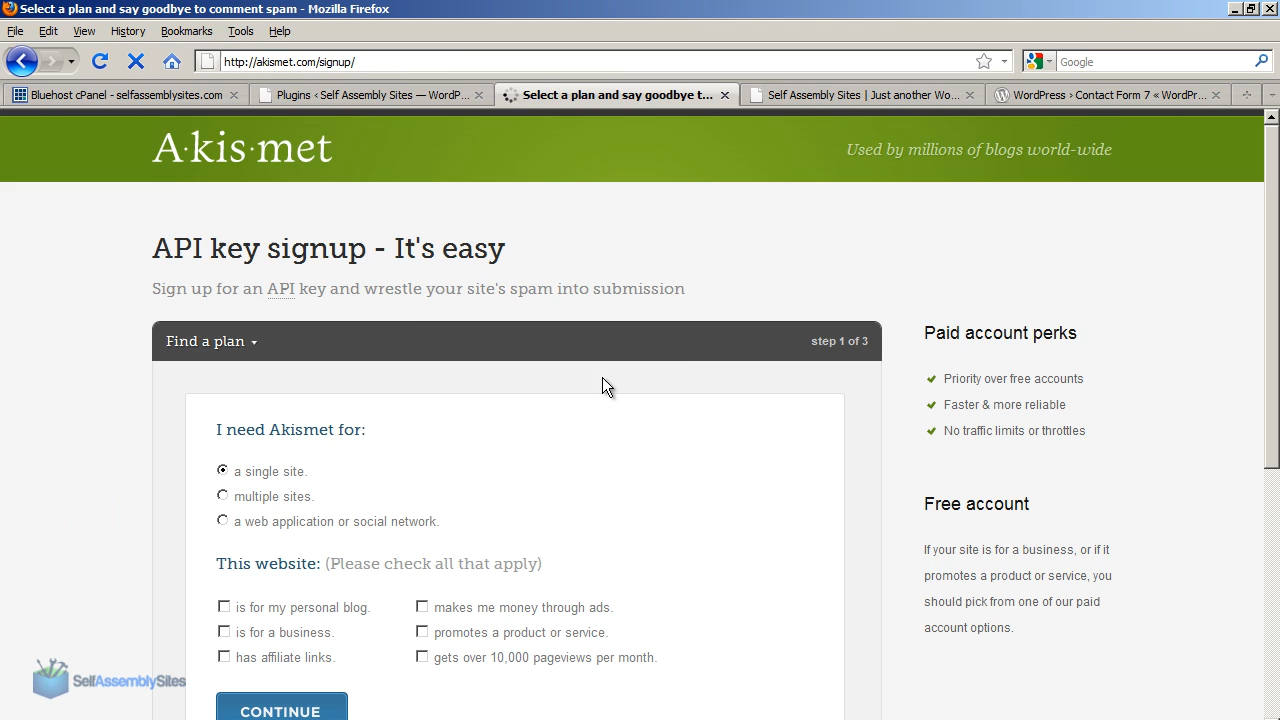 Select a plan and say goodbye to comment spam - Mozilla Firefox
File Edit View History Bookmarks Tools Help
http://akismet.com/signup/
Google
Bluehost cPanel - selfassemblysites.com
Plugins ‹ Self Assembly Sites — WordP...
Select a plan and say goodbye t...
Self Assembly Sites | Just another Wo...
WordPress › Contact Form 7 « WordPr...
A·kis·met
Used by millions of blogs world-wide
API key signup - It's easy
Sign up for an API key and wrestle your site's spam into submission
Find a plan
step 1 of 3
I need Akismet for:
a single site.
multiple sites.
a web application or social network.
This website: (Please check all that apply)
is for my personal blog.
makes me money through ads.
is for a business.
promotes a product or service.
has affiliate links.
gets over 10,000 pageviews per month.
CONTINUE
Paid account perks
Priority over free accounts
Faster & more reliable
No traffic limits or throttles
Free account
If your site is for a business, or if it
promotes a product or service, you
should pick from one of our paid
account options.
SelfAssemblySites